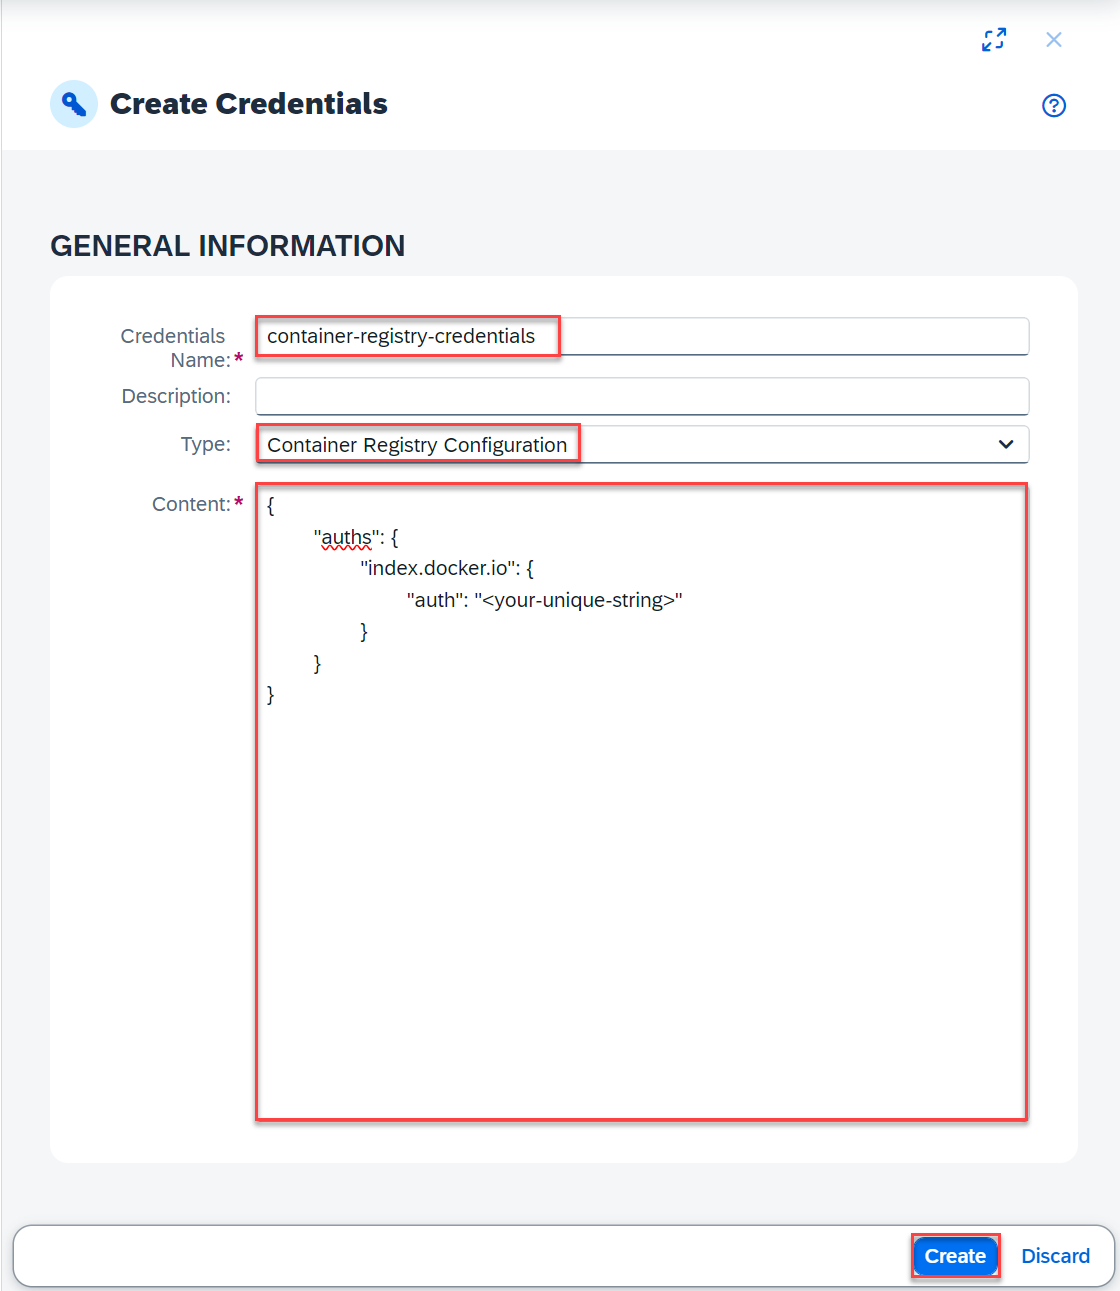 Create Credentials
GENERAL INFORMATION
Credentials
Name:*
container-registry-credentials
Description:
Type:
Container Registry Configuration
Content:*
{
"auths": {
"index.docker.io": {
"auth": "<your-unique-string>"
}
}
}
Create
Discard